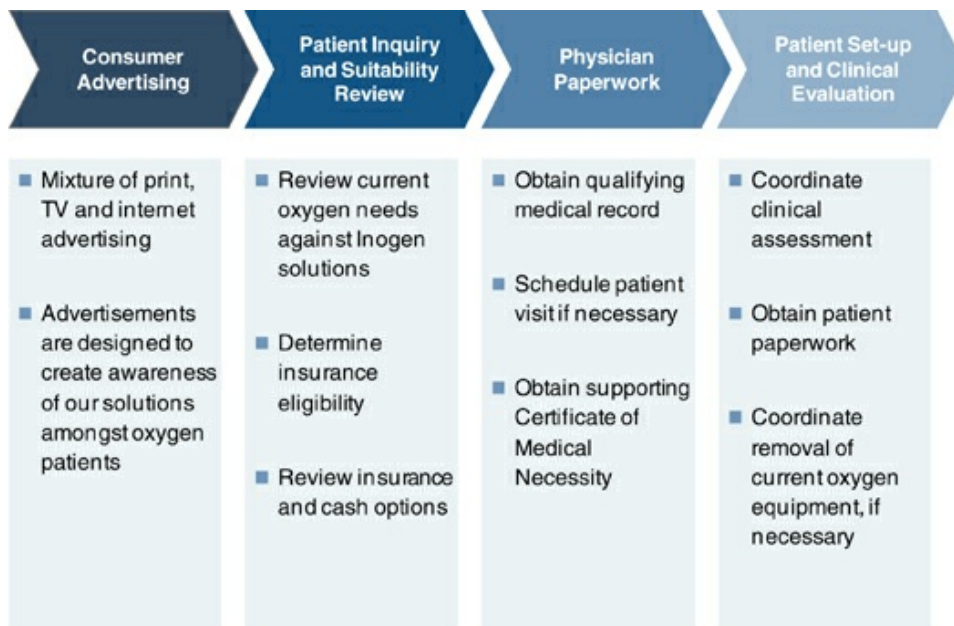 Consumer
Advertising
Patient Inquiry
and Suitability
Review
Physician
Paperwork
Patient Set-up
and Clinical
Evaluation
Mixture of print,
TV and internet
advertising
Advertisements
are designed to
create awareness
of our solutions
amongst oxygen
patients
Review current
oxygen needs
against Inogen
solutions
Determine
insurance
eligibility
Review insurance
and cash options
Obtain qualifying
medical record
Schedule patient
visit if necessary
Obtain supporting
Certificate of
Medical
Necessity
Coordinate
clinical
assessment
Obtain patient
paperwork
Coordinate
removal of
current oxygen
equipment, if
necessary